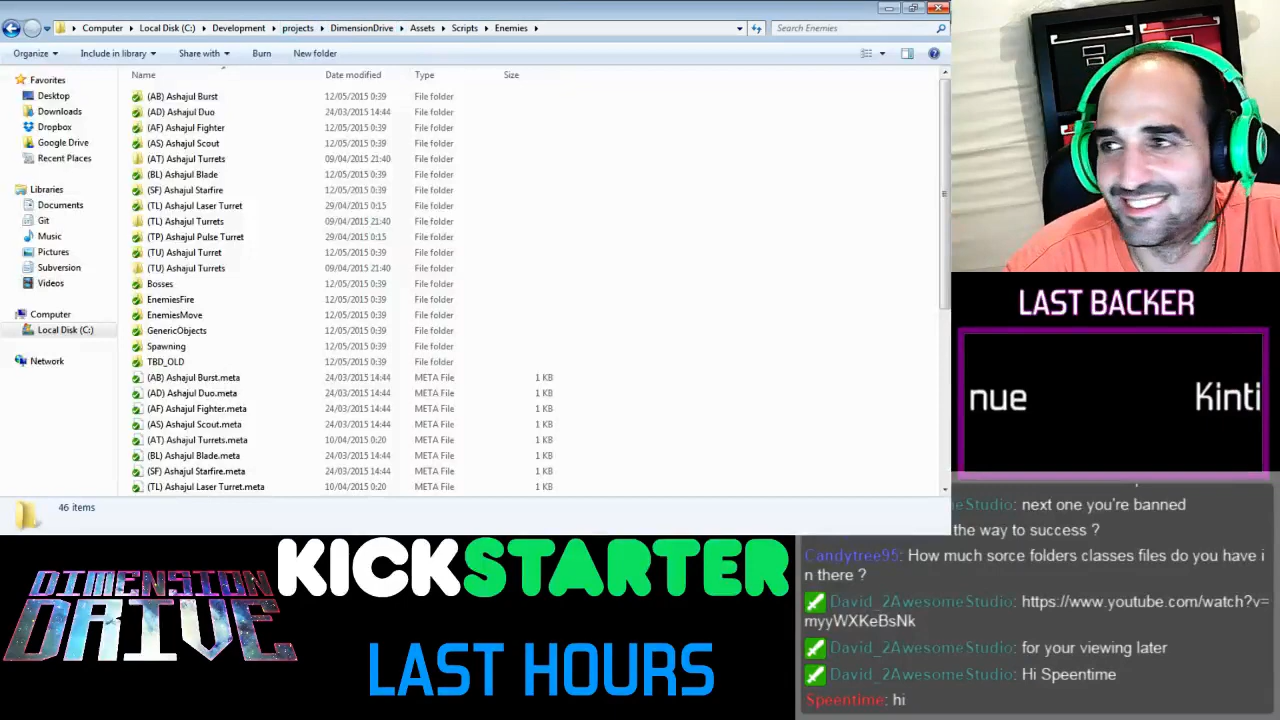 Computer ▸ Local Disk (C:) ▸ Development ▸ projects ▸ DimensionDrive ▸ Assets ▸ Scripts ▸ Enemies ▸
Search Enemies
Organize Include in library Share with Burn New folder
Favorites
Desktop
Downloads
Dropbox
Google Drive
Recent Places
Libraries
Documents
Git
Music
Pictures
Subversion
Videos
Computer
Local Disk (C:)
Network
Name Date modified Type Size
(AB) Ashajul Burst 12/05/2015 0:39 File folder
(AD) Ashajul Duo 24/03/2015 14:44 File folder
(AF) Ashajul Fighter 12/05/2015 0:39 File folder
(AS) Ashajul Scout 12/05/2015 0:39 File folder
(AT) Ashajul Turrets 09/04/2015 21:40 File folder
(BL) Ashajul Blade 12/05/2015 0:39 File folder
(SF) Ashajul Starfire 12/05/2015 0:39 File folder
(TL) Ashajul Laser Turret 29/04/2015 0:15 File folder
(TL) Ashajul Turrets 09/04/2015 21:40 File folder
(TP) Ashajul Pulse Turret 29/04/2015 0:15 File folder
(TU) Ashajul Turret 12/05/2015 0:39 File folder
(TU) Ashajul Turrets 09/04/2015 21:40 File folder
Bosses 12/05/2015 0:39 File folder
EnemiesFire 12/05/2015 0:39 File folder
EnemiesMove 12/05/2015 0:39 File folder
GenericObjects 12/05/2015 0:39 File folder
Spawning 12/05/2015 0:39 File folder
TBD_OLD 12/05/2015 0:39 File folder
(AB) Ashajul Burst.meta 24/03/2015 14:44 META File 1 KB
(AD) Ashajul Duo.meta 24/03/2015 14:44 META File 1 KB
(AF) Ashajul Fighter.meta 24/03/2015 14:44 META File 1 KB
(AS) Ashajul Scout.meta 24/03/2015 14:44 META File 1 KB
(AT) Ashajul Turrets.meta 10/04/2015 0:20 META File 1 KB
(BL) Ashajul Blade.meta 24/03/2015 14:44 META File 1 KB
(SF) Ashajul Starfire.meta 24/03/2015 14:44 META File 1 KB
(TL) Ashajul Laser Turret.meta 10/04/2015 0:20 META File 1 KB
46 items
LAST BACKER
nue Kinti
DIMENSION
DRIVE
KICKSTARTER
LAST HOURS
eStudio: next one you're banned
the way to success ?
Candytree95: How much sorce folders classes files do you have i
n there ?
David_2AwesomeStudio: https://www.youtube.com/watch?v=
myyWXKeBsNk
David_2AwesomeStudio: for your viewing later
David_2AwesomeStudio: Hi Speentime
Speentime: hi